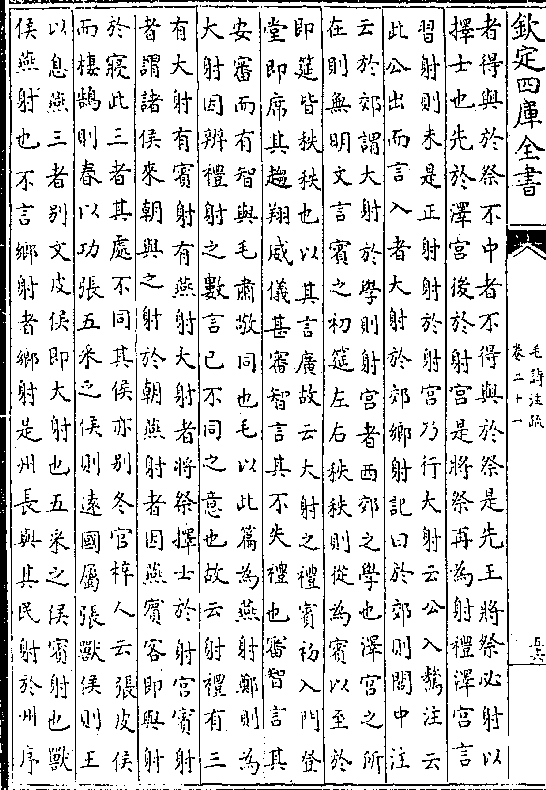 欽定四庫全書
毛詩注疏
卷二十一
者得與於祭不中者不得與於祭是先王將祭必射以
擇士也先於澤宮後於射宮是將祭再為射禮澤宮言
習射則未是正射射於射宮乃行大射云公入驁注云
此公出而言入者大射於郊鄉射記曰於郊則閭中注
云於郊謂大射於學則射宮者西郊之學也澤宮之所
在則無明文言賓之初筵左右秩秩則從為賓以至於
即筵皆秩秩也以其言廣故云大射之禮賓初入門登
堂即席其趨翔威儀甚審智言其不失禮也審智言其
安審而有智與毛肅敬同也毛以此篇為燕射鄭則為
大射因辨禮射之數言已不同之意也故云射禮有三
有大射有賓射有燕射大射者將祭擇士於射宮賓射
者謂諸侯來朝與之射於朝燕射者因燕賓客即與射
於寢此三者其處不同其侯亦別冬官梓人云張皮侯
而棲鵠則春以功張五采之侯則遠國屬張獸侯則王
以息燕三者別文皮侯即大射也五采之侯賓射也獸
侯燕射也不言鄉射者鄉射是州長與其民射於州序